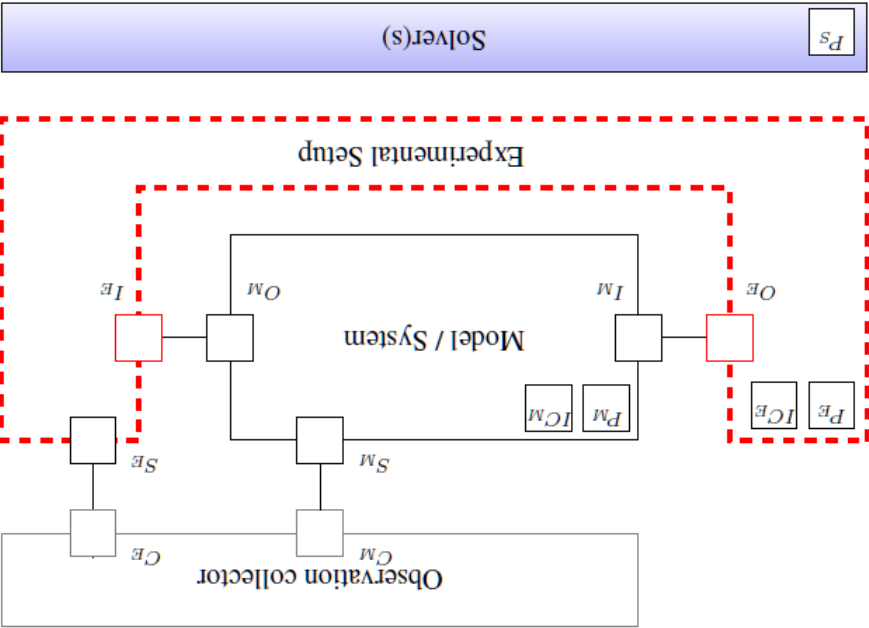 Observation collector
C_M
C_E
S_M
S_E
P_E
IC_E
P_M
IC_M
Model / System
O_E
I_M
O_M
I_E
Experimental Setup
P_S
Solver(s)